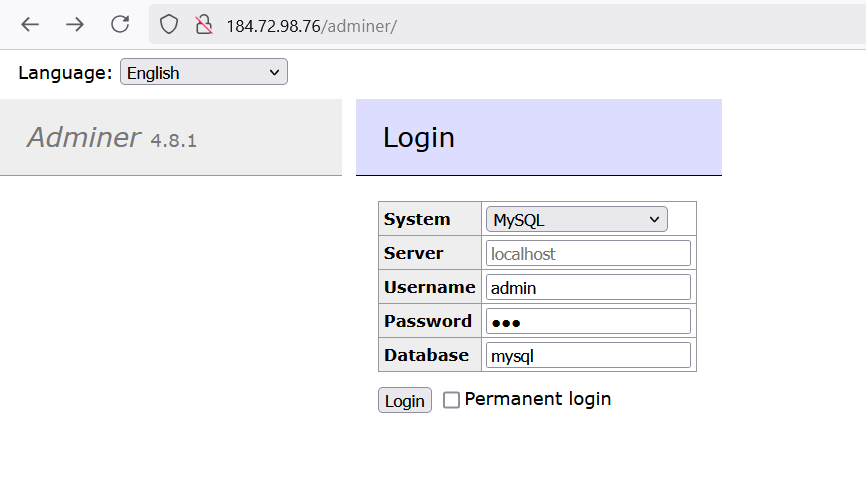 184.72.98.76/adminer/
Language: English
Adminer 4.8.1
Login
System MySQL
Server localhost
Username admin
Password ●●●
Database mysql
Login Permanent login